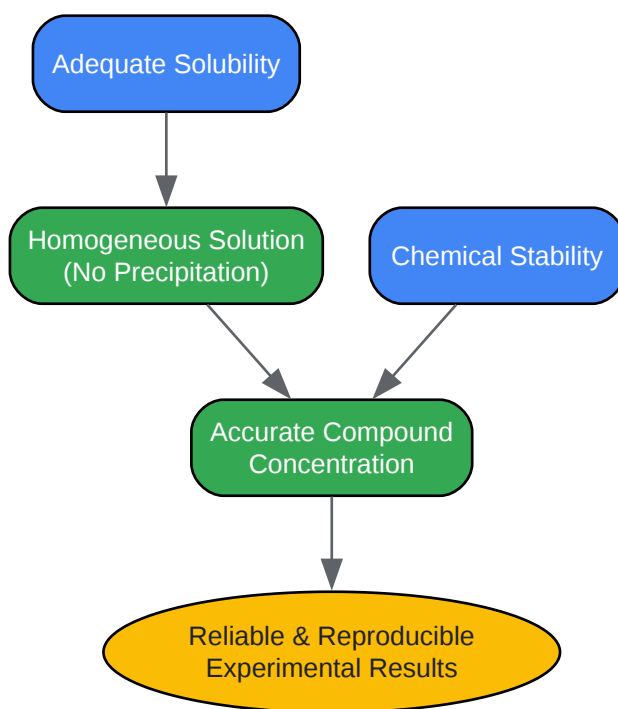 Adequate Solubility
Homogeneous Solution
(No Precipitation)
Chemical Stability
Accurate Compound
Concentration
Reliable & Reproducible
Experimental Results